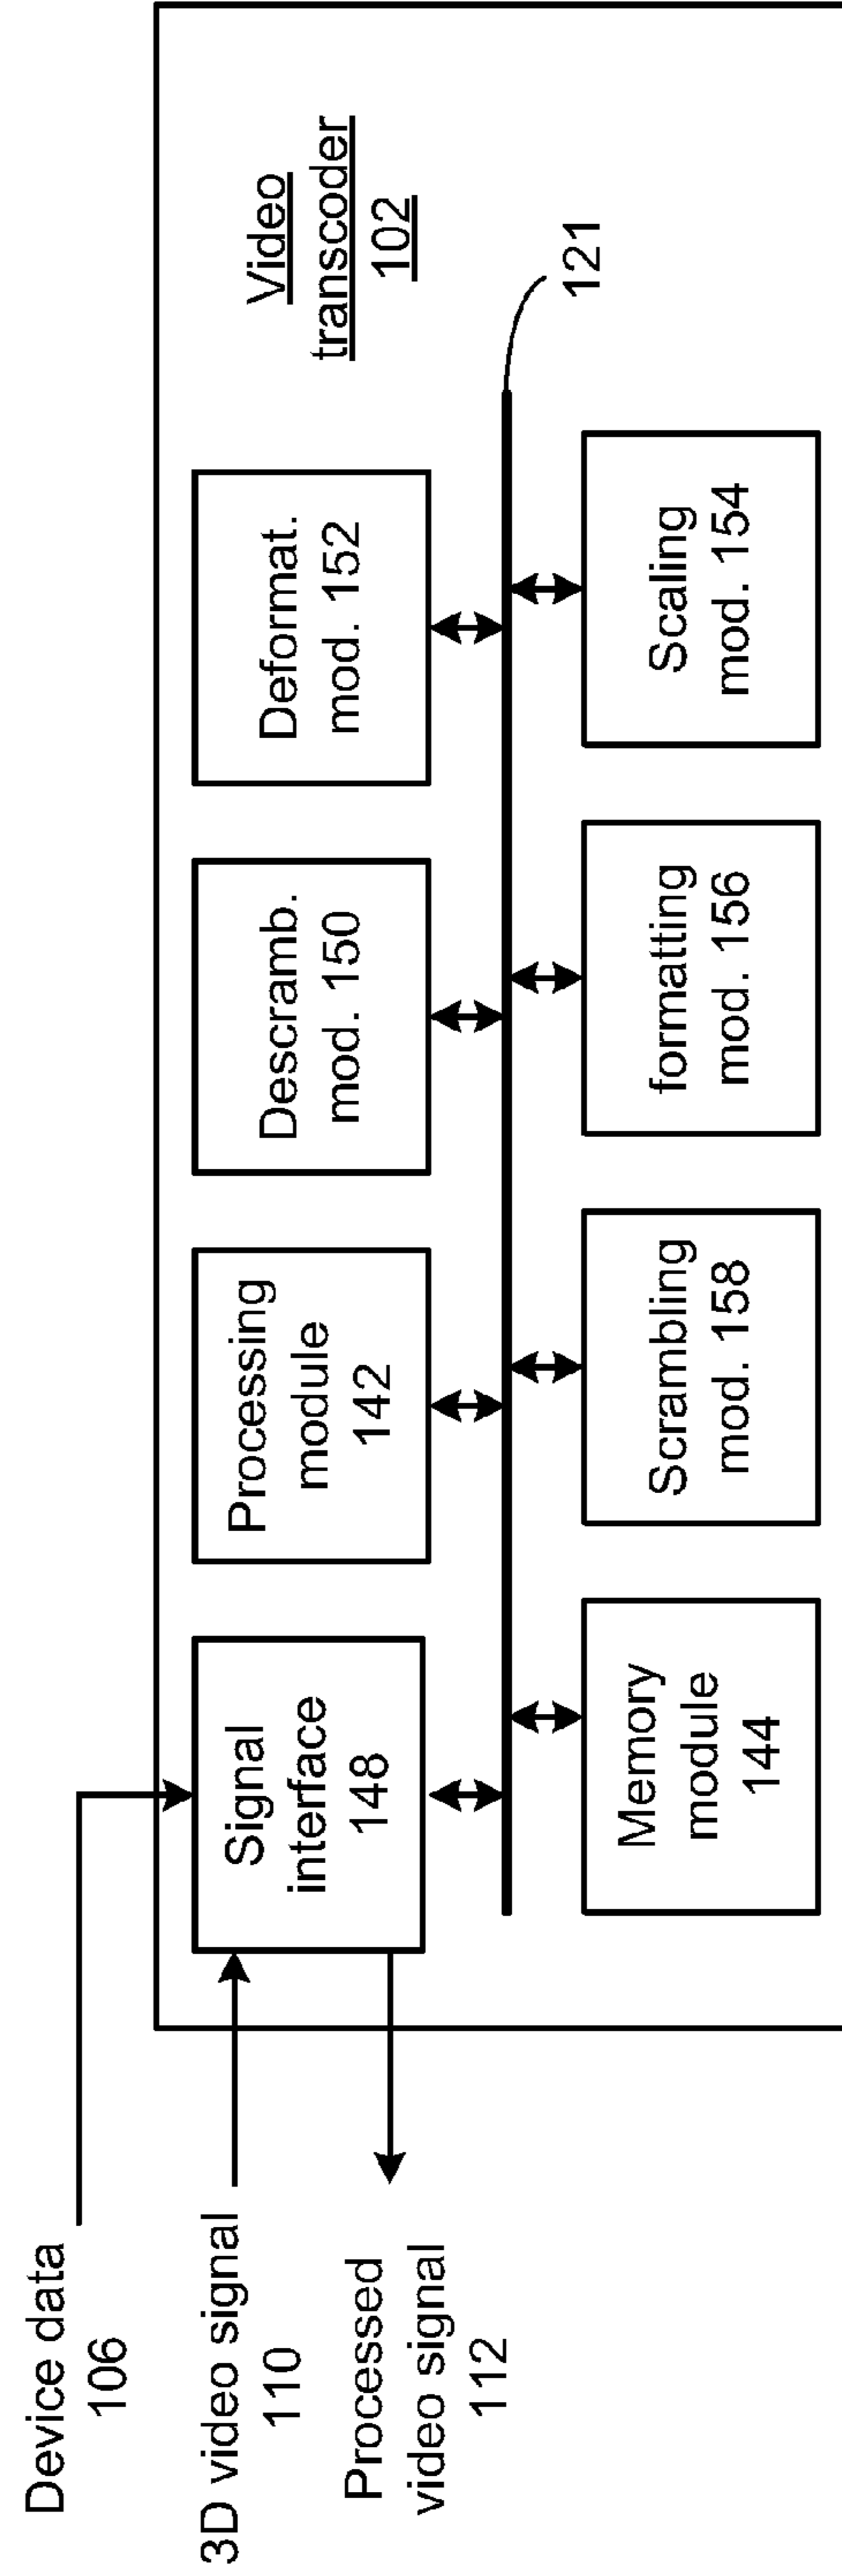 Device data
106
3D video signal
110
Processed
video signal
112
Signal
interface
148
Processing
module
142
Descramb.
mod. 150
Deformat.
mod. 152
Video
transcoder
102
121
Memory
module
144
Scrambling
mod. 158
formatting
mod. 156
Scaling
mod. 154